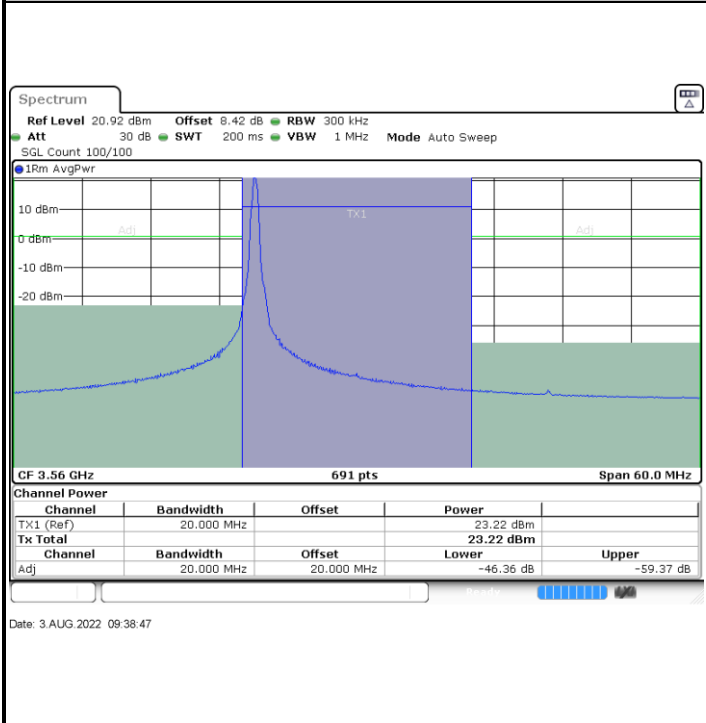 Spectrum
Ref Level 20.92 dBm Offset 8.42 dB RBW 300 kHz
Att 30 dB SWT 200 ms VBW 1 MHz Mode Auto Sweep
SGL Count 100/100
1Rm AvgPwr
10 dBm
TX1
Adj Adj
0 dBm
-10 dBm
-20 dBm
CF 3.56 GHz 691 pts Span 60.0 MHz
Channel Power
Channel Bandwidth Offset Power
TX1 (Ref) 20.000 MHz 23.22 dBm
Tx Total 23.22 dBm
Channel Bandwidth Offset Lower Upper
Adj 20.000 MHz 20.000 MHz -46.36 dB -59.37 dB
Ready
Date: 3.AUG.2022 09:38:47